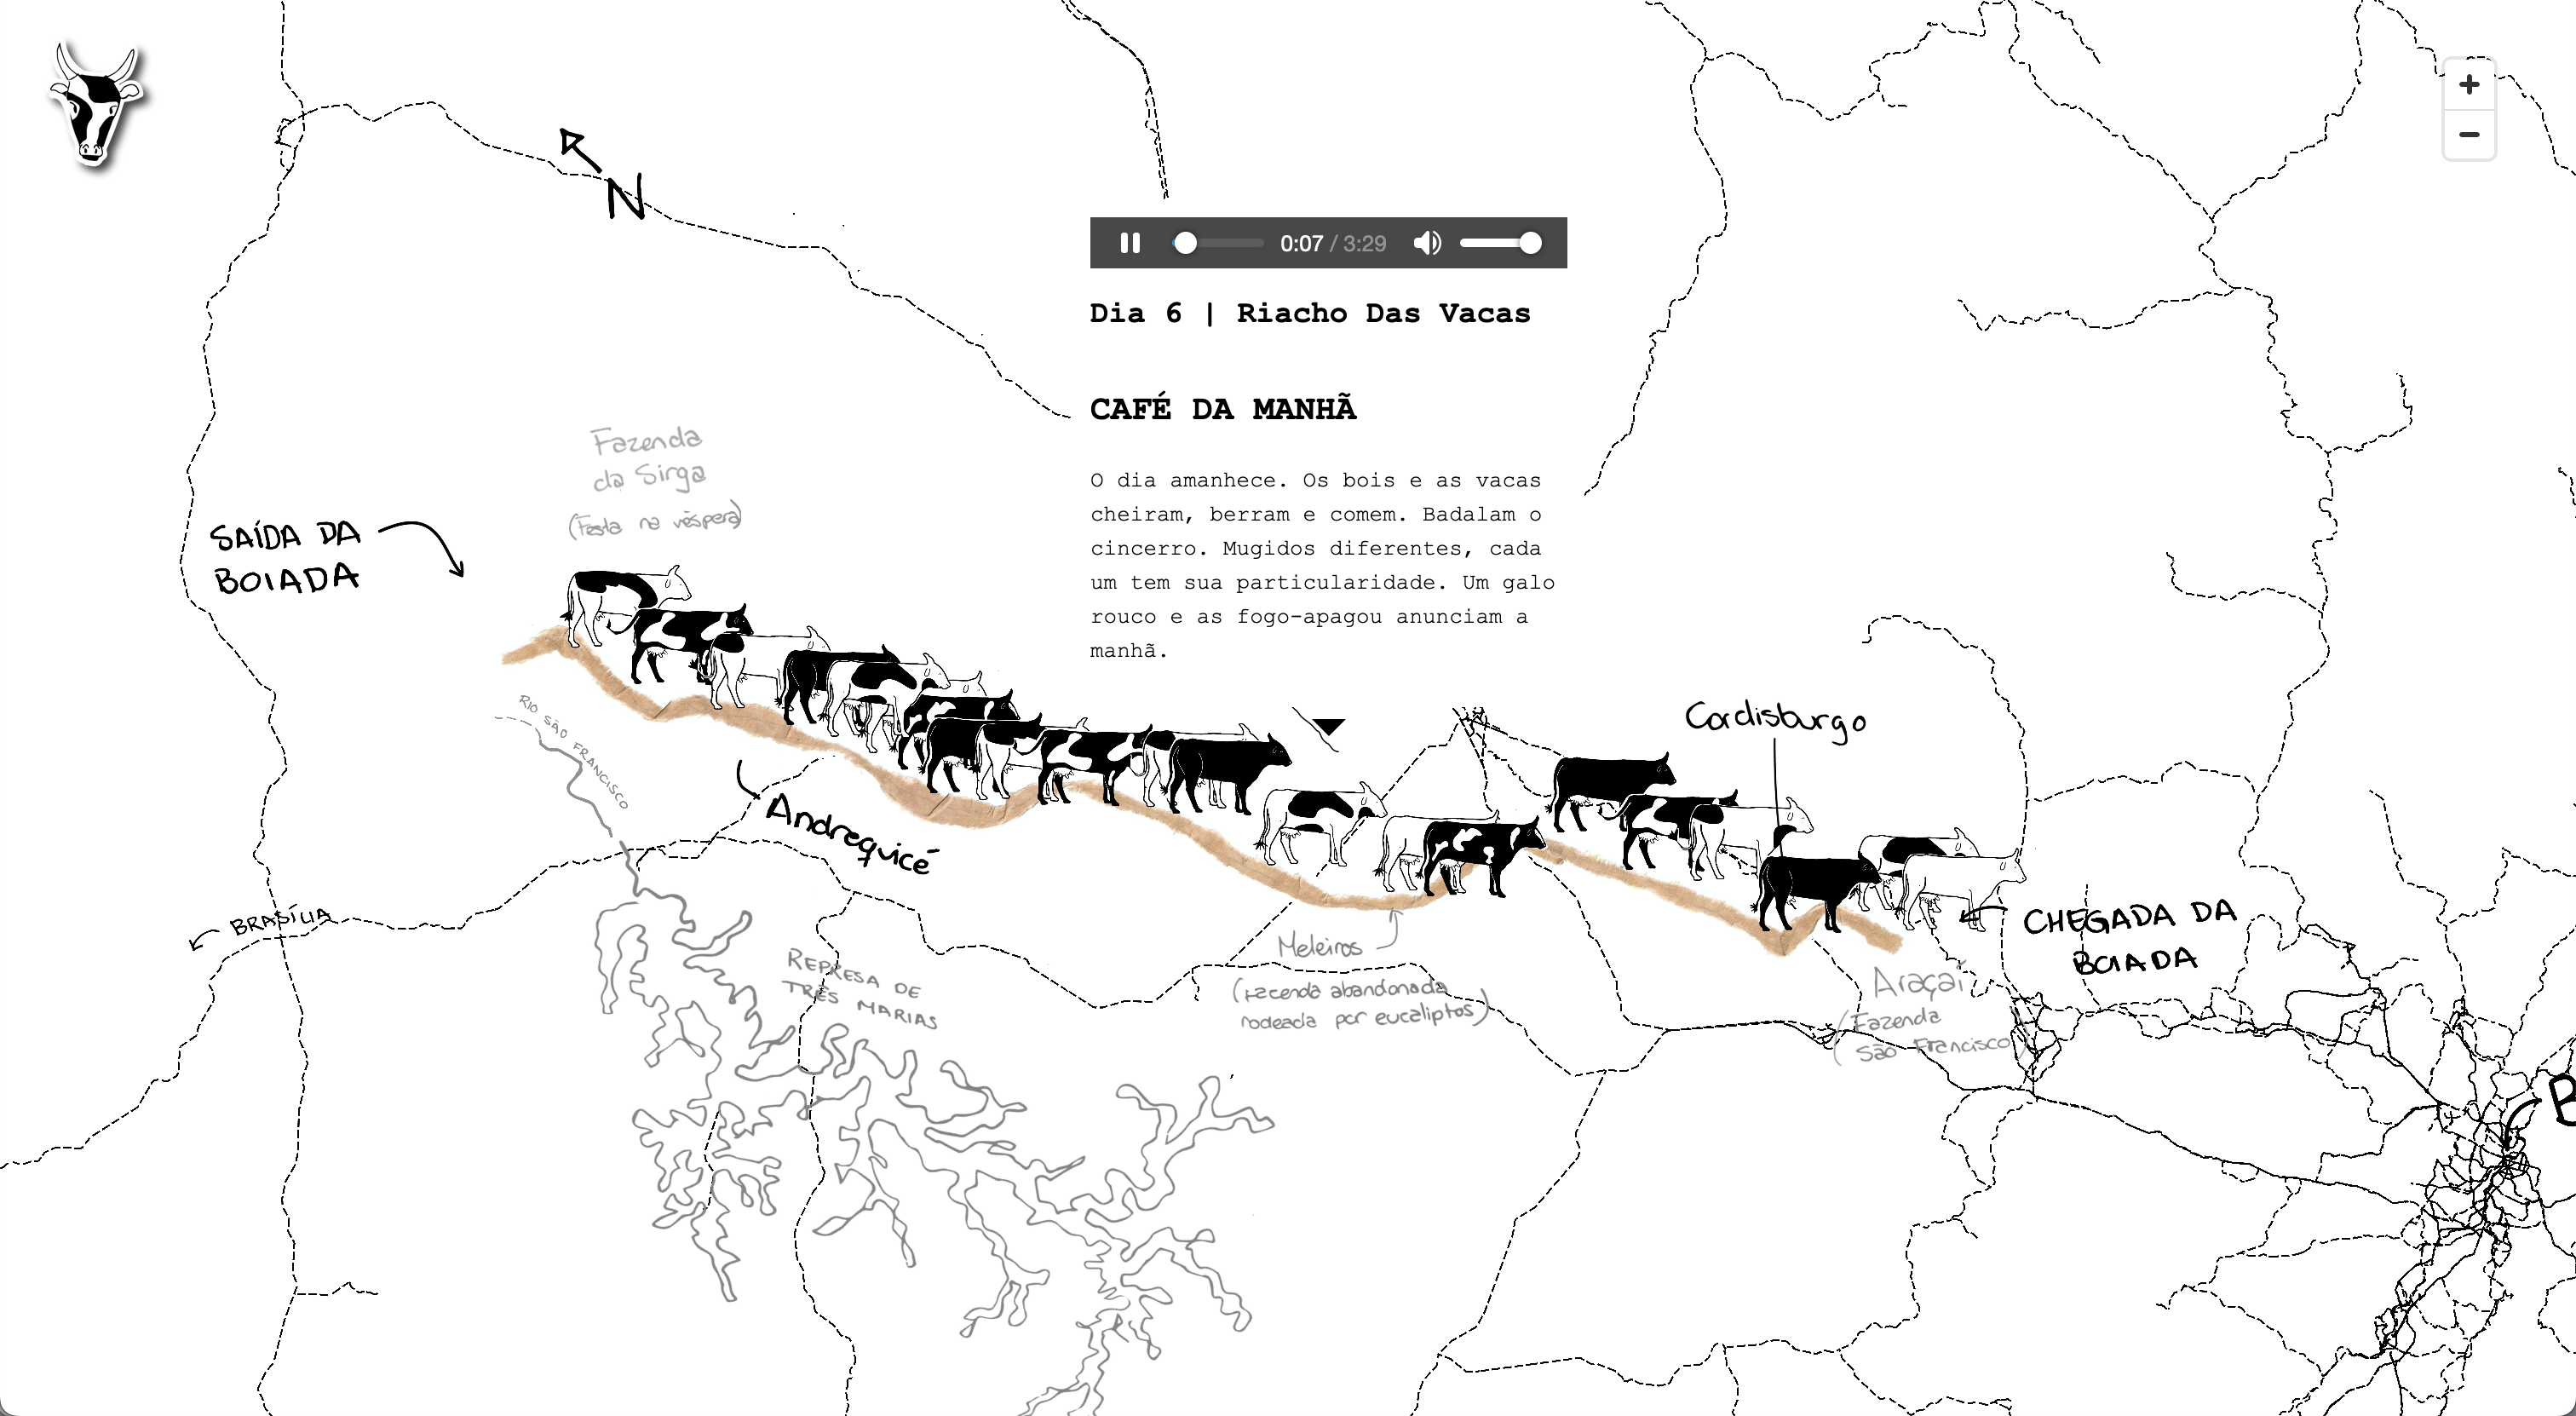 N
0:07 / 3:29
Dia 6 | Riacho Das Vacas
CAFÉ DA MANHÃ
O dia amanhece. Os bois e as vacas
cheiram, berram e comem. Badalam o
cincerro. Mugidos diferentes, cada
um tem sua particularidade. Um galo
rouco e as fogo-apagou anunciam a
manhã.
Fazenda
da Sirga
(Festa na véspera)
SAÍDA DA
BOIADA
RIO SÃO FRANCISCO
Andrequicé
Cordisburgo
BRASÍLIA
REPRESA DE
TRÊS MARIAS
Meleiros
(Fazenda abandonada
rodeada por eucaliptos)
CHEGADA DA
BOIADA
Araçaí
(Fazenda
São Francisco)
B